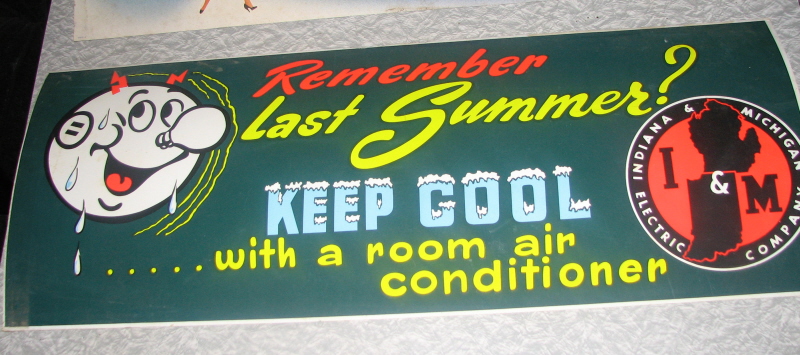 Remember
Last Summer?
KEEP COOL
.....with a room air
conditioner
INDIANA & MICHIGAN
I & M
ELECTRIC COMPANY